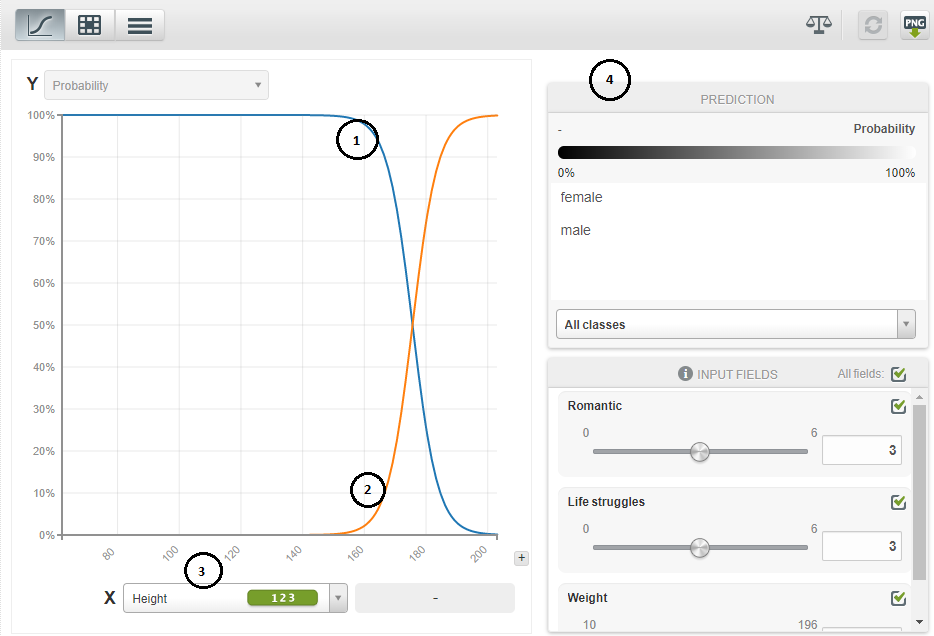 PNG
Y Probability
100%
90%
80%
70%
60%
50%
40%
30%
20%
10%
0%
1
2
80 100 120 140 160 180 200
+
3
X Height 123 -
4
PREDICTION
- Probability
0% 100%
female
male
All classes
i INPUT FIELDS All fields:
Romantic
0 6
3
Life struggles
0 6
3
Weight
10 196